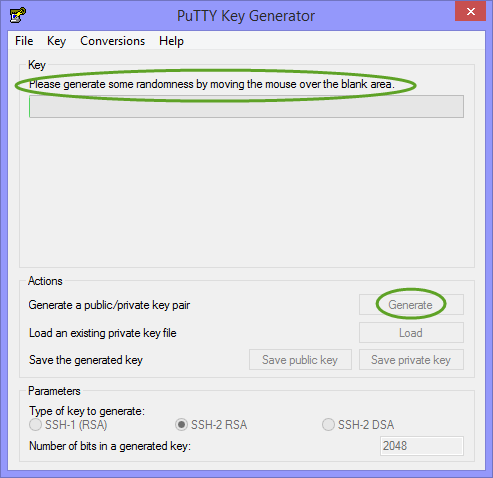 PuTTY Key Generator
File Key Conversions Help
Key
Please generate some randomness by moving the mouse over the blank area.
Actions
Generate a public/private key pair
Generate
Load an existing private key file
Load
Save the generated key
Save public key
Save private key
Parameters
Type of key to generate:
SSH-1 (RSA)
SSH-2 RSA
SSH-2 DSA
Number of bits in a generated key:
2048